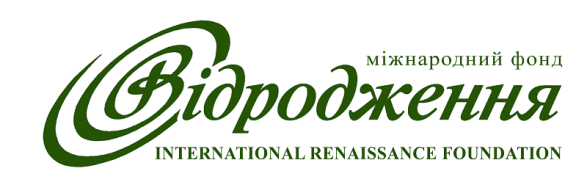 міжнародний фонд
Відродження
INTERNATIONAL RENAISSANCE FOUNDATION